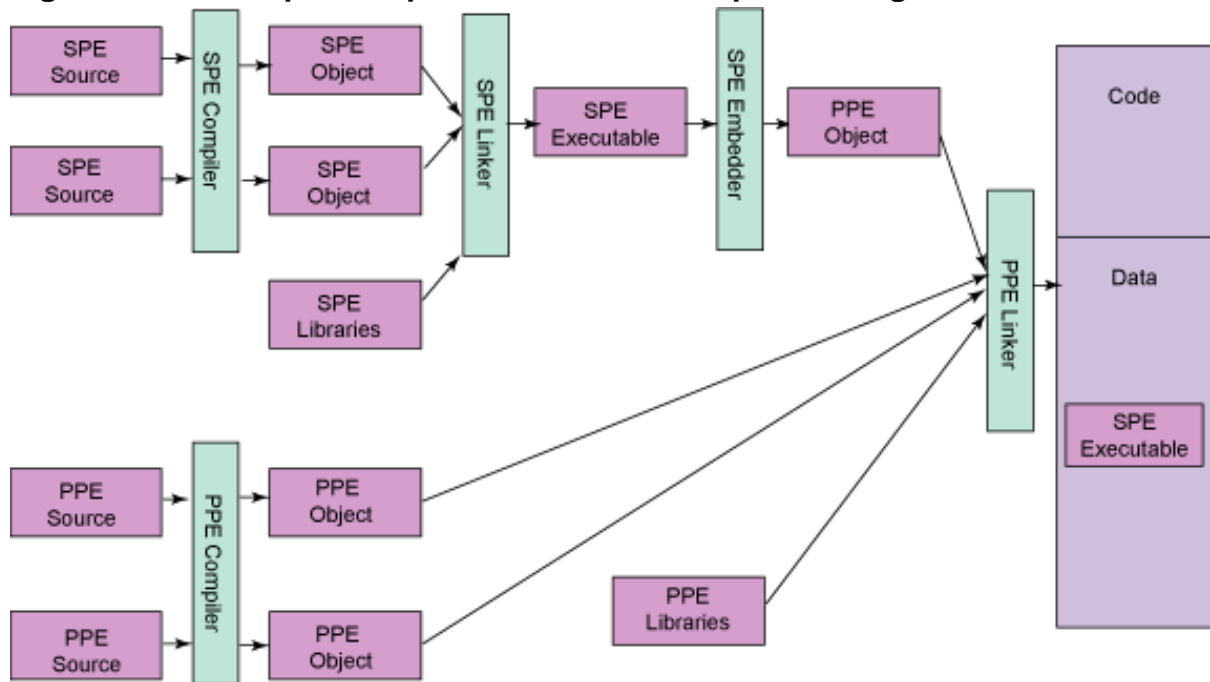 SPE
Source
SPE Compiler
SPE
Object
SPE Linker
SPE
Executable
SPE Embedder
PPE
Object
Code
SPE
Source
SPE
Object
SPE
Libraries
PPE Linker
Data
SPE
Executable
PPE
Source
PPE Compiler
PPE
Object
PPE
Libraries
PPE
Source
PPE
Object